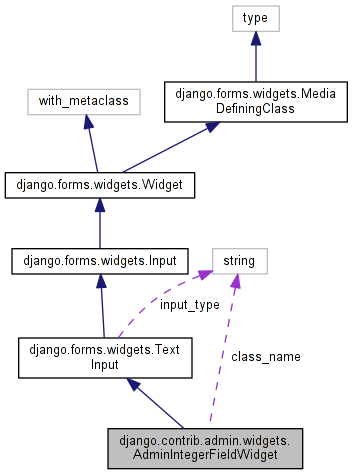 type
with_metaclass
django.forms.widgets.Media
DefiningClass
django.forms.widgets.Widget
django.forms.widgets.Input
string
input_type
django.forms.widgets.Text
Input
class_name
django.contrib.admin.widgets.
AdminIntegerFieldWidget